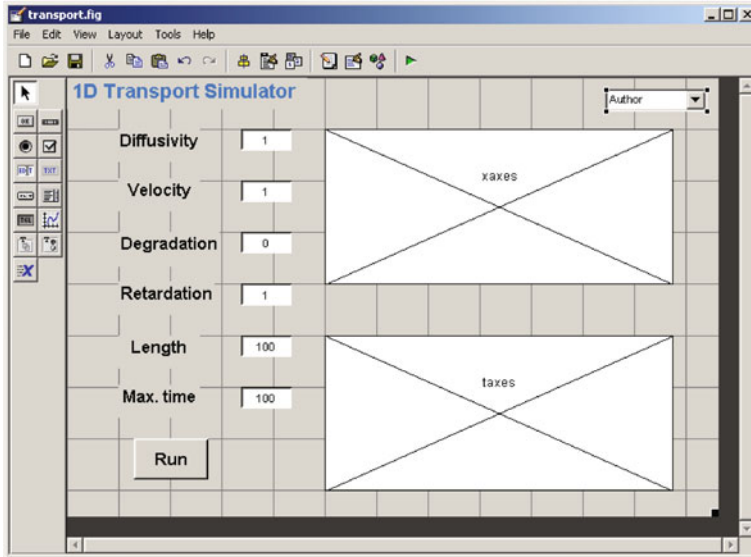 transport.fig
File Edit View Layout Tools Help
1D Transport Simulator
Author
Diffusivity 1
xaxes
Velocity 1
Degradation 0
Retardation 1
Length 100
taxes
Max. time 100
Run